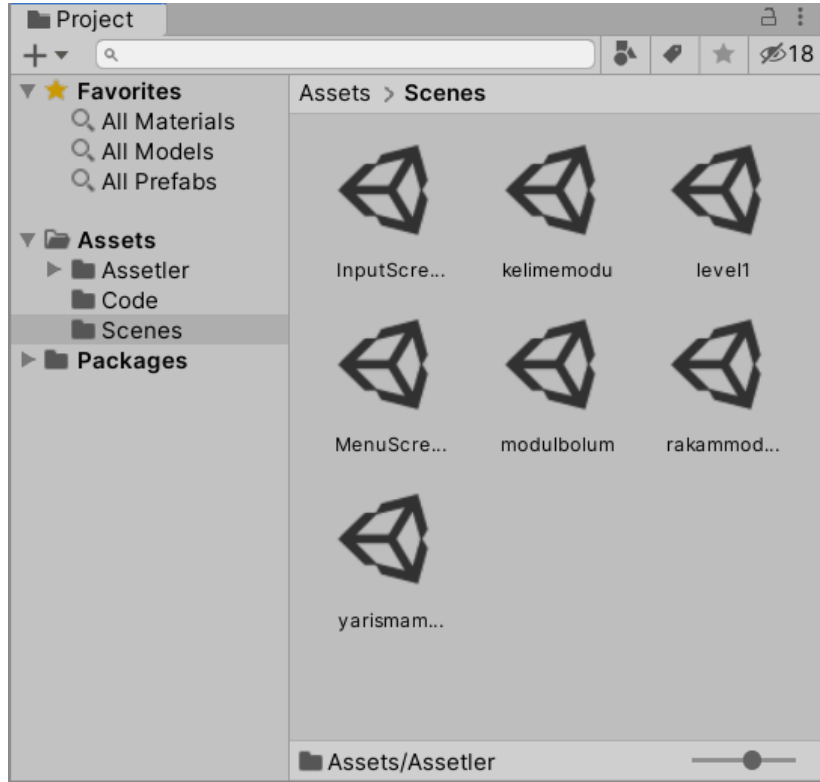 Project
18
Favorites
All Materials
All Models
All Prefabs
Assets
Assetler
Code
Scenes
Packages
Assets > Scenes
InputScre...
kelimemodu
level1
MenuScre...
modulbolum
rakammod...
yarismam...
Assets/Assetler